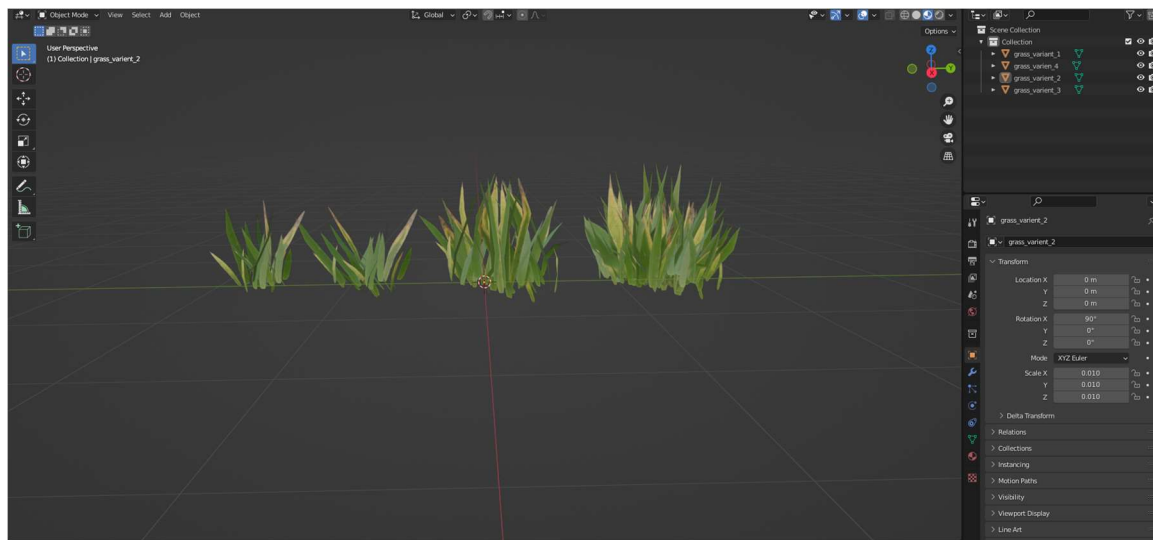 Object Mode View Select Add Object Global
Options
User Perspective
(1) Collection | grass_varient_2
Z
Y
X
Scene Collection
Collection
grass_variant_1
grass_varien_4
grass_varient_2
grass_varient_3
grass_varient_2
grass_varient_2
Transform
Location X 0 m
Y 0 m
Z 0 m
Rotation X 90°
Y 0°
Z 0°
Mode XYZ Euler
Scale X 0.010
Y 0.010
Z 0.010
Delta Transform
Relations
Collections
Instancing
Motion Paths
Visibility
Viewport Display
Line Art